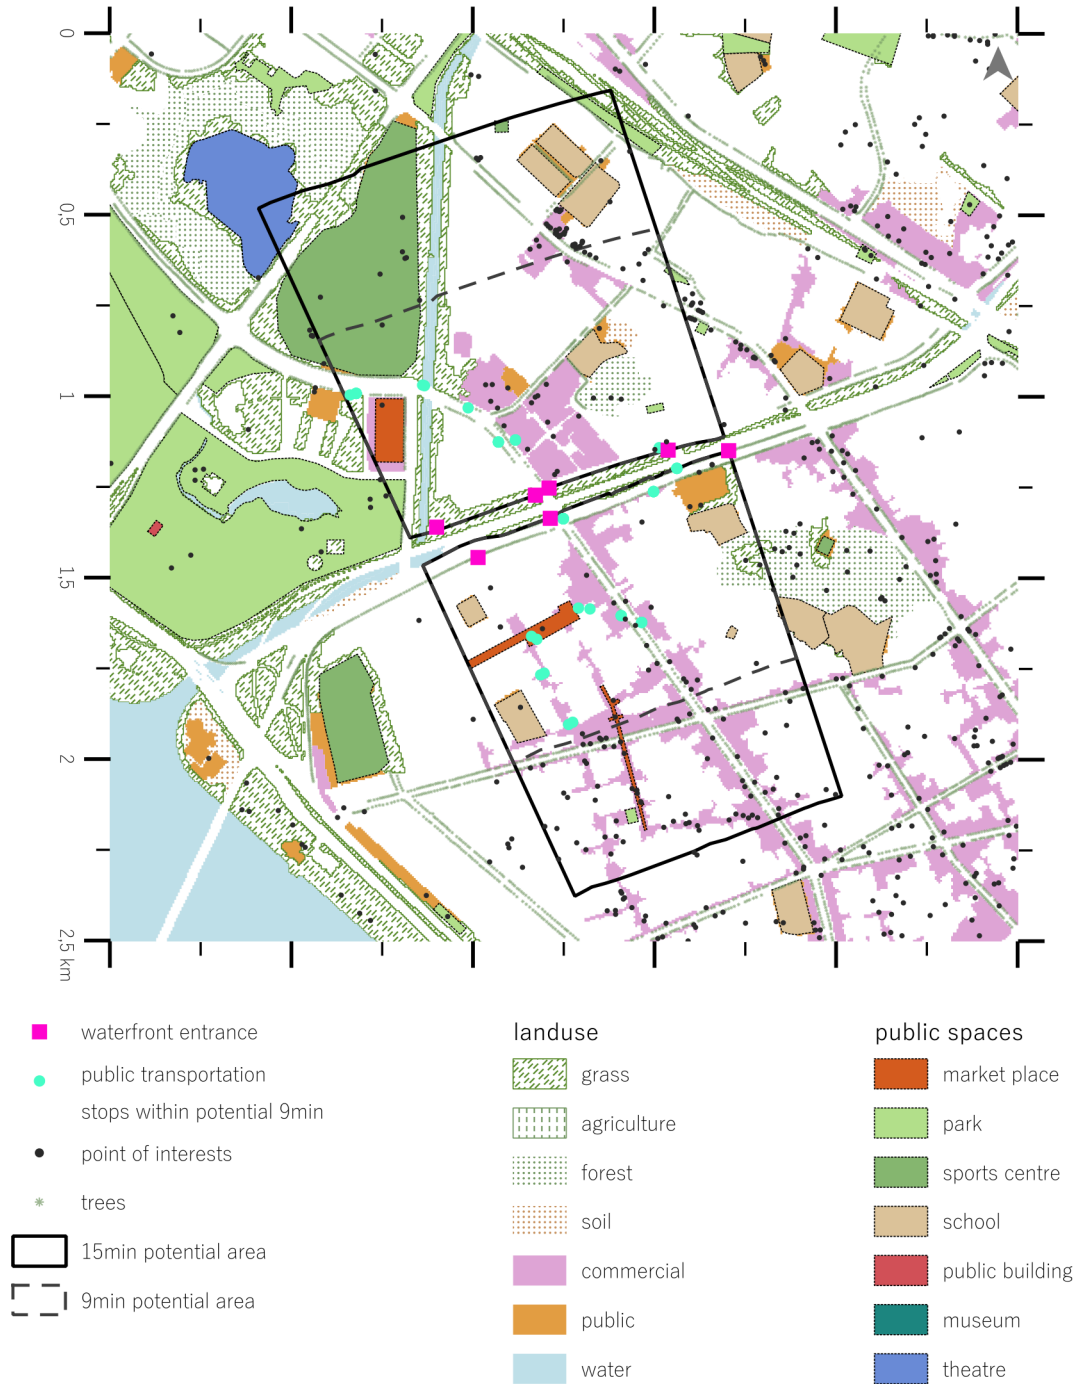 0
0,5
1
1,5
2
2,5 km
waterfront entrance
public transportation
stops within potential 9min
point of interests
trees
15min potential area
9min potential area
landuse
grass
agriculture
forest
soil
commercial
public
water
public spaces
market place
park
sports centre
school
public building
museum
theatre